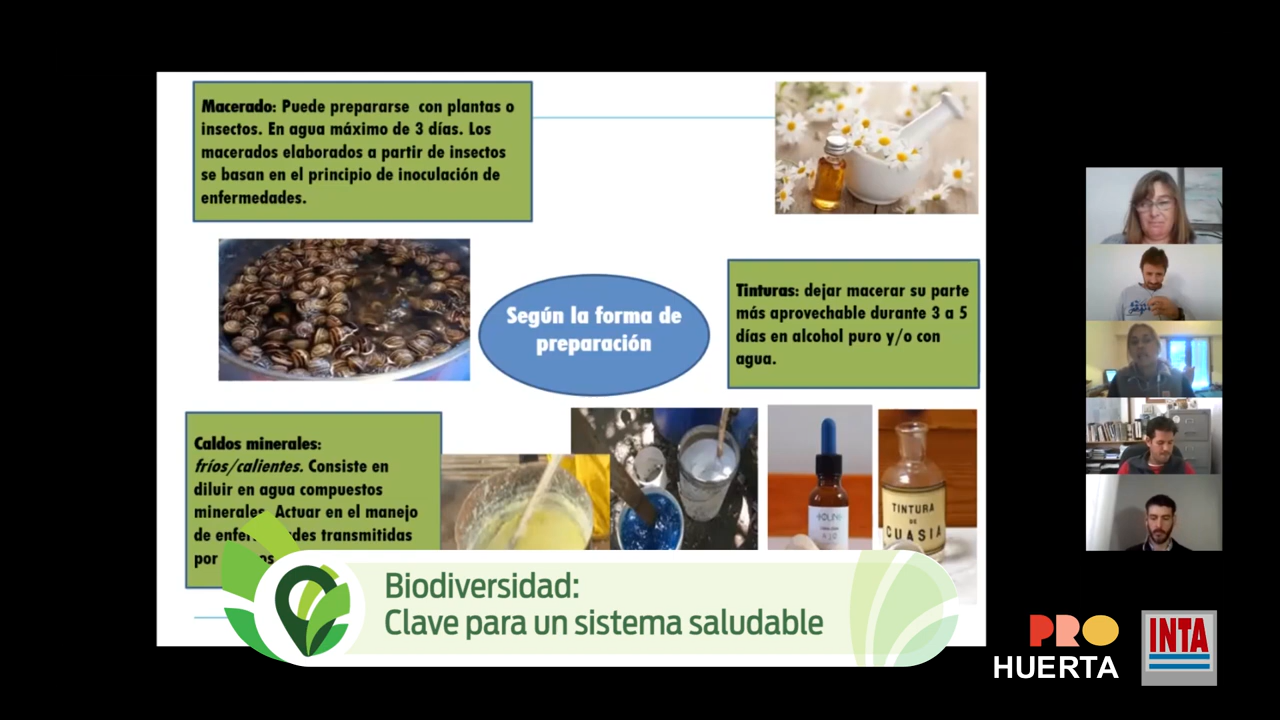 Macerado: Puede prepararse con plantas o
insectos. En agua máximo de 3 días. Los
macerados elaborados a partir de insectos
se basan en el principio de inoculación de
enfermedades.
Según la forma de
preparación
Tinturas: dejar macerar su parte
más aprovechable durante 3 a 5
días en alcohol puro y/o con
agua.
Caldos minerales:
fríos/calientes. Consiste en
diluir en agua compuestos
minerales. Actuar en el manejo
de transmitidas
por
TINTURA
DE
CUASIA
Biodiversidad:
Clave para un sistema saludable
PRO
HUERTA
INTA